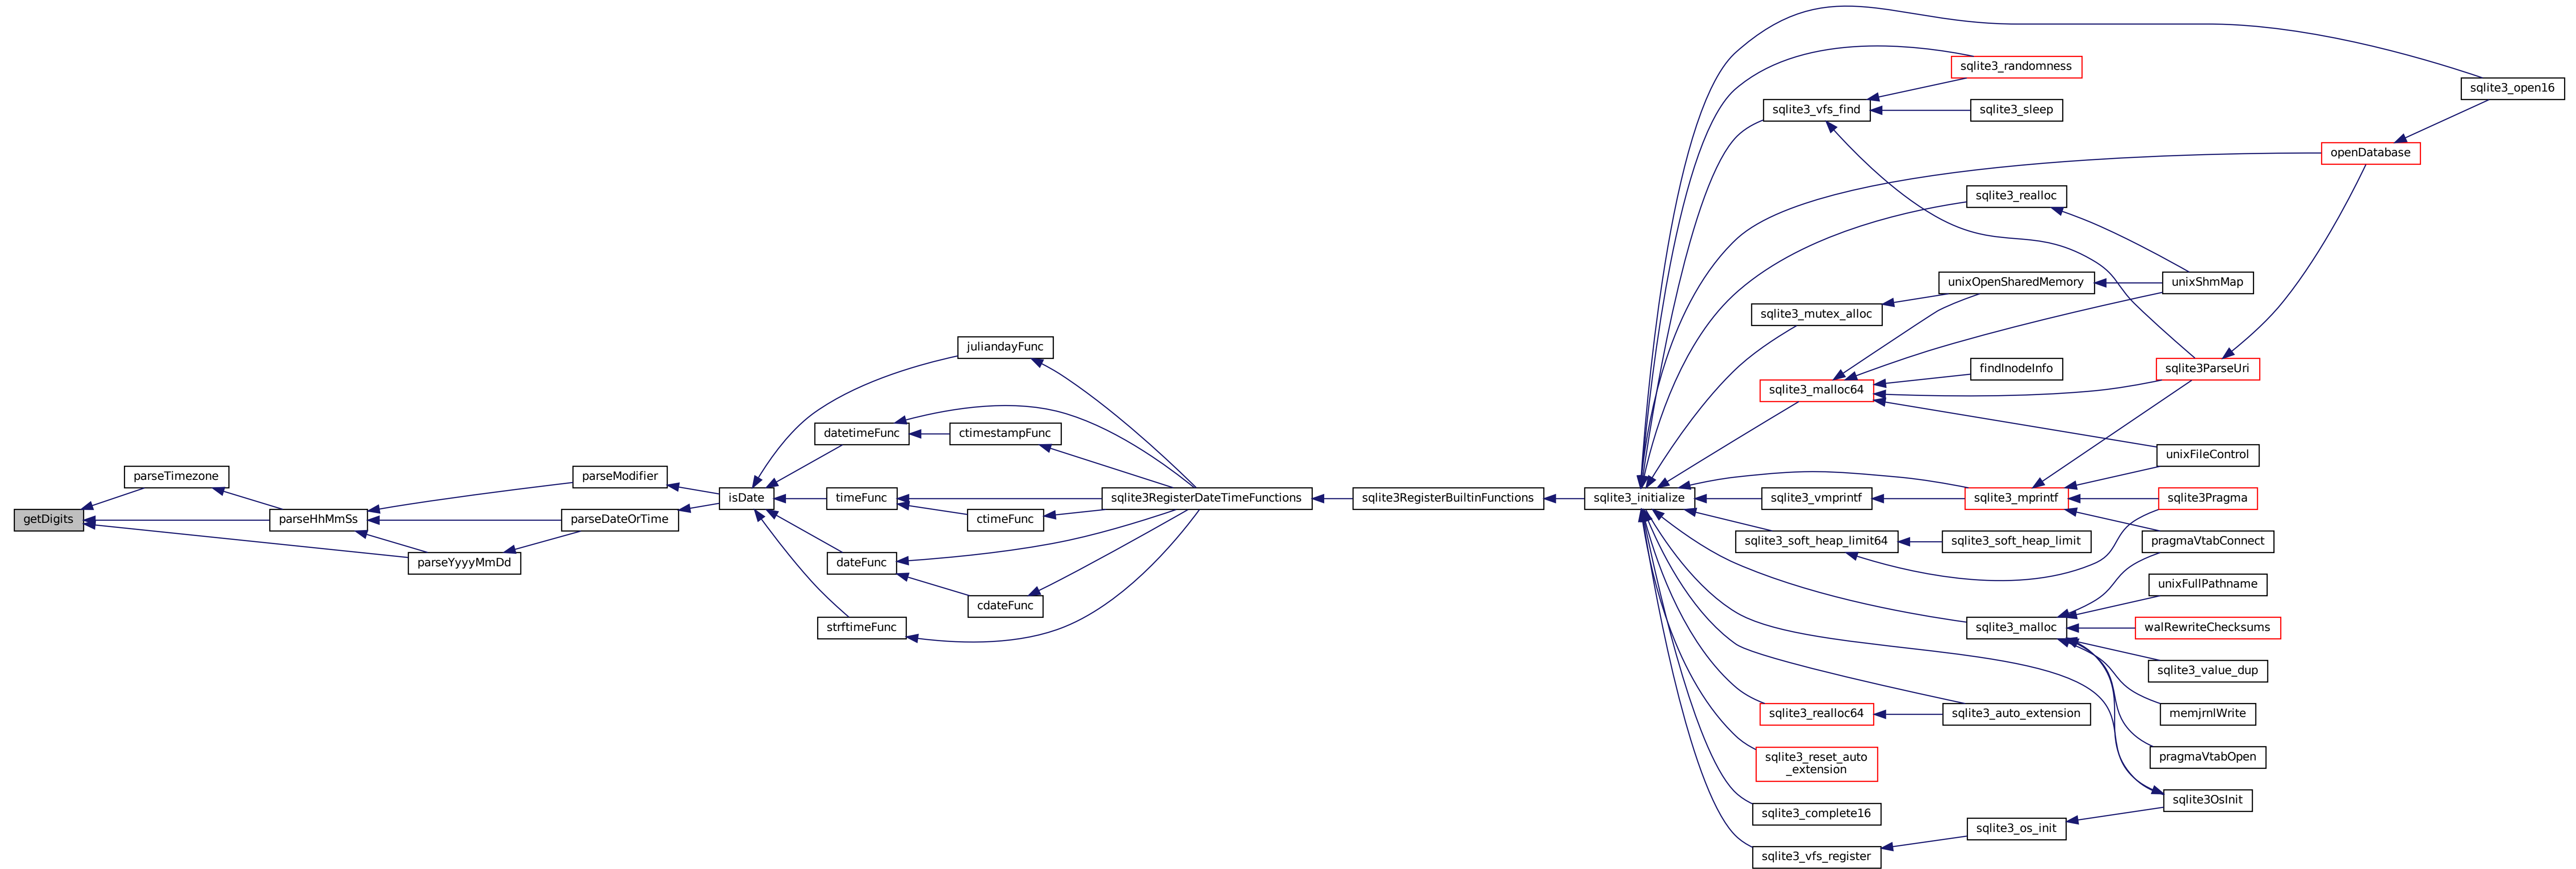 getDigits
parseTimezone
parseHhMmSs
parseYyyyMmDd
parseModifier
parseDateOrTime
isDate
juliandayFunc
datetimeFunc
timeFunc
dateFunc
strftimeFunc
ctimestampFunc
ctimeFunc
cdateFunc
sqlite3RegisterDateTimeFunctions
sqlite3RegisterBuiltinFunctions
sqlite3_initialize
sqlite3_vfs_find
sqlite3_mutex_alloc
sqlite3_malloc64
sqlite3_vmprintf
sqlite3_soft_heap_limit64
sqlite3_realloc64
sqlite3_reset_auto
_extension
sqlite3_complete16
sqlite3_vfs_register
sqlite3_randomness
sqlite3_sleep
sqlite3_realloc
unixOpenSharedMemory
findInodeInfo
sqlite3_mprintf
sqlite3_soft_heap_limit
sqlite3_malloc
sqlite3_auto_extension
sqlite3_os_init
unixShmMap
sqlite3ParseUri
unixFileControl
sqlite3Pragma
pragmaVtabConnect
unixFullPathname
walRewriteChecksums
sqlite3_value_dup
memjrnlWrite
pragmaVtabOpen
sqlite3OsInit
openDatabase
sqlite3_open16